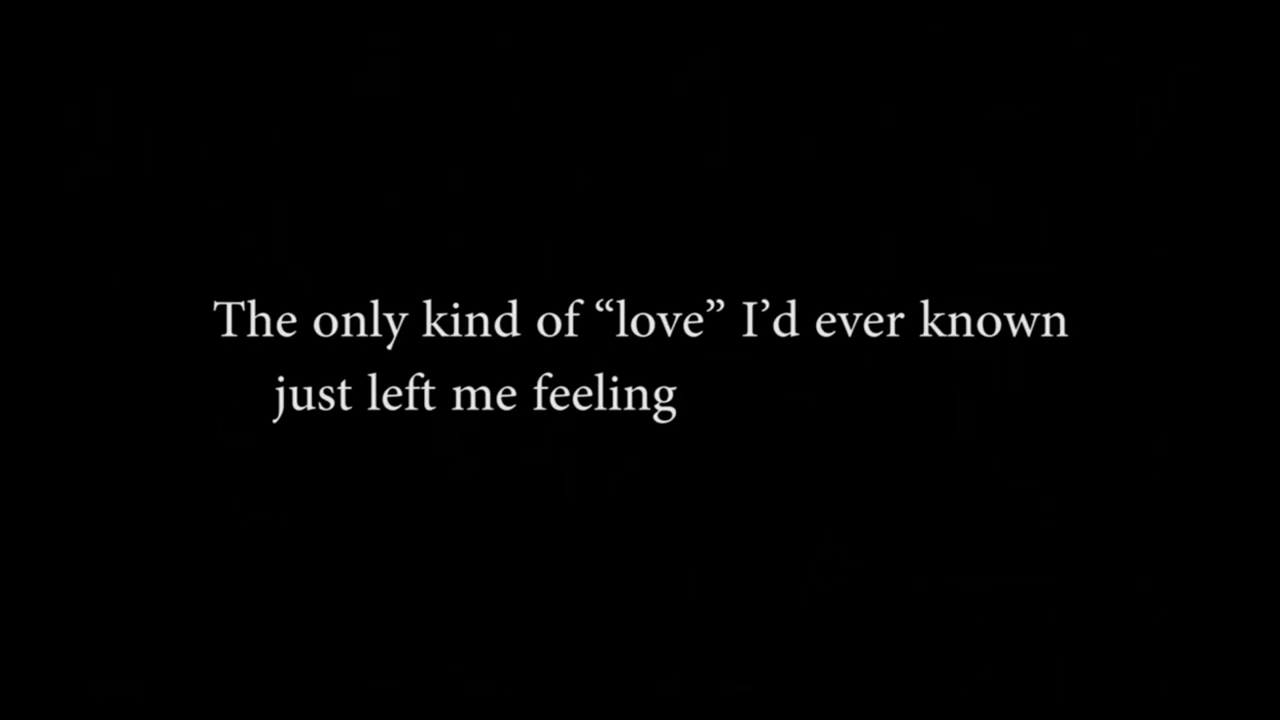 The only kind of “love” I’d ever known
just left me feeling